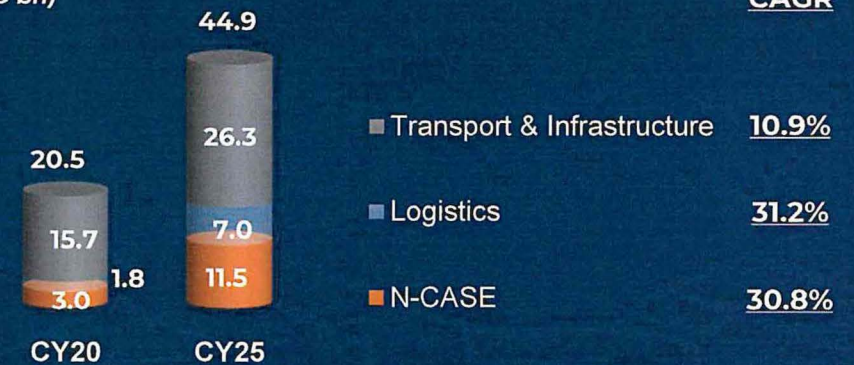 bn)
CAGR
44.9
26.3
Transport & Infrastructure 10.9%
20.5
Logistics 31.2%
7.0
15.7
1.8
11.5
N-CASE 30.8%
3.0
CY20 CY25